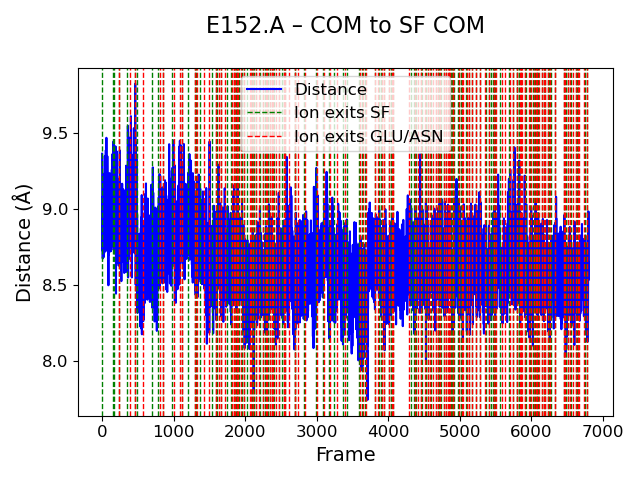 E152.A – COM to SF COM
Distance
Ion exits SF
Ion exits GLU/ASN
Distance (Å)
9.5
9.0
8.5
8.0
0 1000 2000 3000 4000 5000 6000 7000
Frame